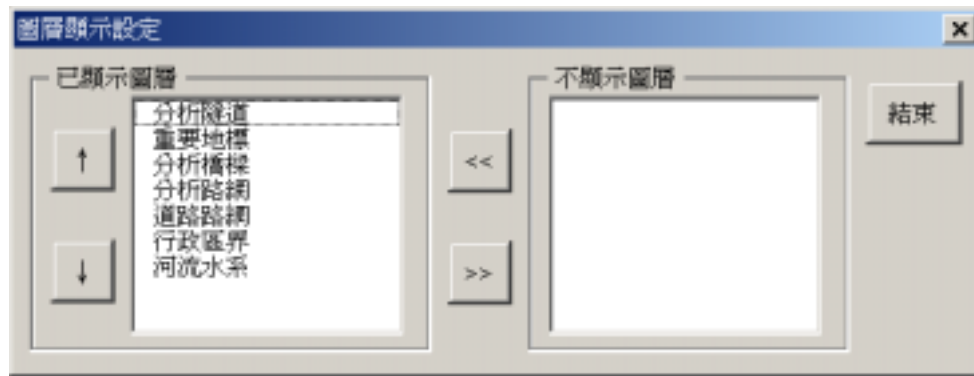 圖層顯示設定
已顯示圖層
不顯示圖層
分析隧道
重要地標
分析橋樑
分析路網
道路路網
行政區界
河流水系
↑
↓
<<
>>
結束